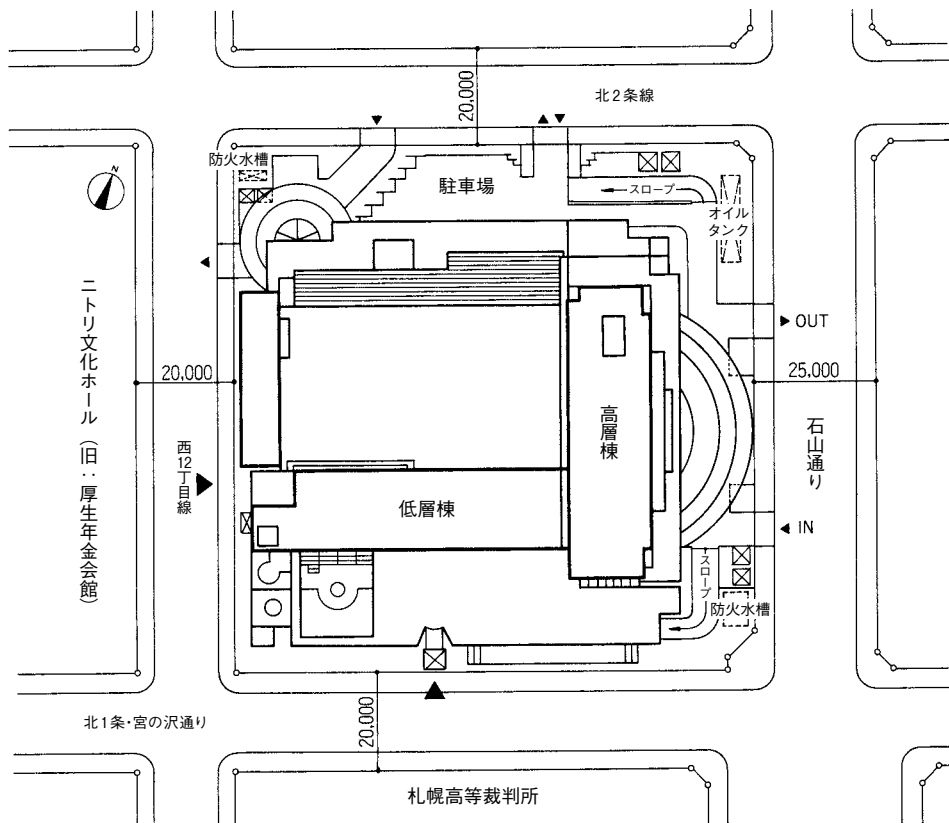 20,000
北2条線
防火水槽
駐車場
スロープ
オイル
タンク
N
OUT
20,000
25,000
ニトリ文化ホール（旧：厚生年金会館）
西12丁目線
高層棟
石山通り
低層棟
IN
スロープ
防火水槽
北1条・宮の沢通り
20,000
札幌高等裁判所